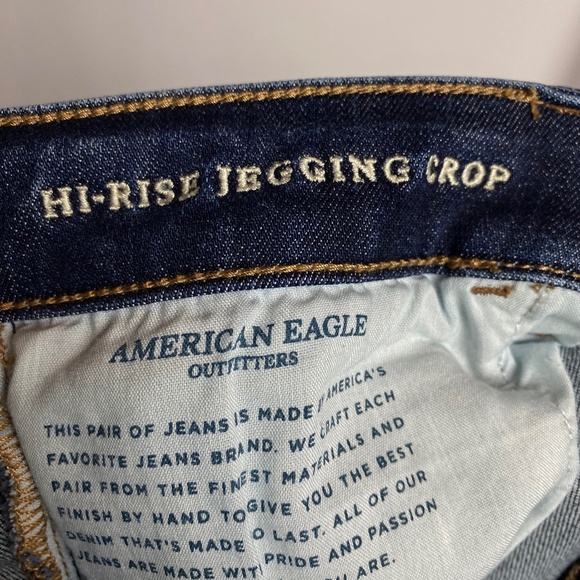 HI-RISE JEGGING CROP
AMERICAN EAGLE
OUTFITTERS
THIS PAIR OF JEANS IS MADE BY AMERICA'S
FAVORITE JEANS BRAND. WE CRAFT EACH
PAIR FROM THE FINEST MATERIALS AND
FINISH BY HAND TO GIVE YOU THE BEST
DENIM THAT'S MADE TO LAST. ALL OF OUR
JEANS ARE MADE WITH PRIDE AND PASSION
ARE.